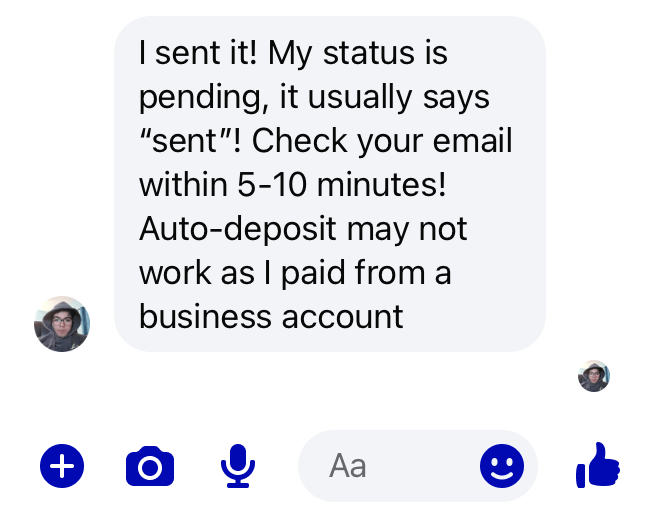 I sent it! My status is
pending, it usually says
“sent”! Check your email
within 5-10 minutes!
Auto-deposit may not
work as I paid from a
business account
Aa